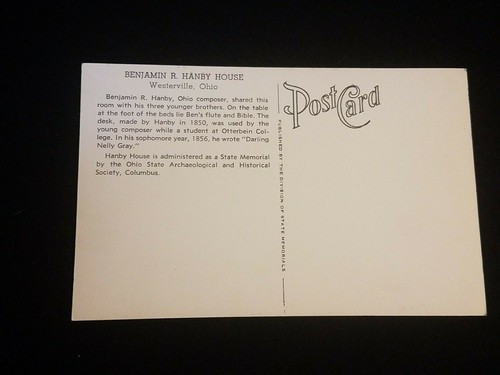 BENJAMIN R. HANBY HOUSE
Westerville, Ohio
Benjamin R. Hanby, Ohio composer, shared this
room with his three younger brothers. On the table
at the foot of the beds lie Ben's flute and Bible. The
desk, made by Hanby in 1850, was used by the
young composer while a student at Otterbein Col-
lege. In his sophomore year, 1856, he wrote "Darling
Nelly Gray."
Hanby House is administered as a State Memorial
by the Ohio State Archaeological and Historical
Society, Columbus.
PUBLISHED BY THE DIVISION OF STATE MEMORIALS
Post Card